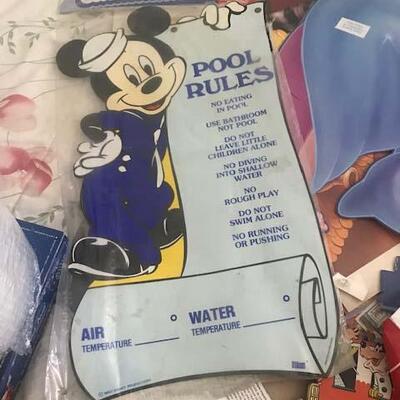 POOL
RULES
NO EATING
IN POOL
USE BATHROOM
NOT POOL
DO NOT
LEAVE LITTLE
CHILDREN ALONE
NO DIVING
INTO SHALLOW
WATER
NO
ROUGH PLAY
DO NOT
SWIM ALONE
NO RUNNING
OR PUSHING
AIR °
TEMPERATURE
WATER °
TEMPERATURE